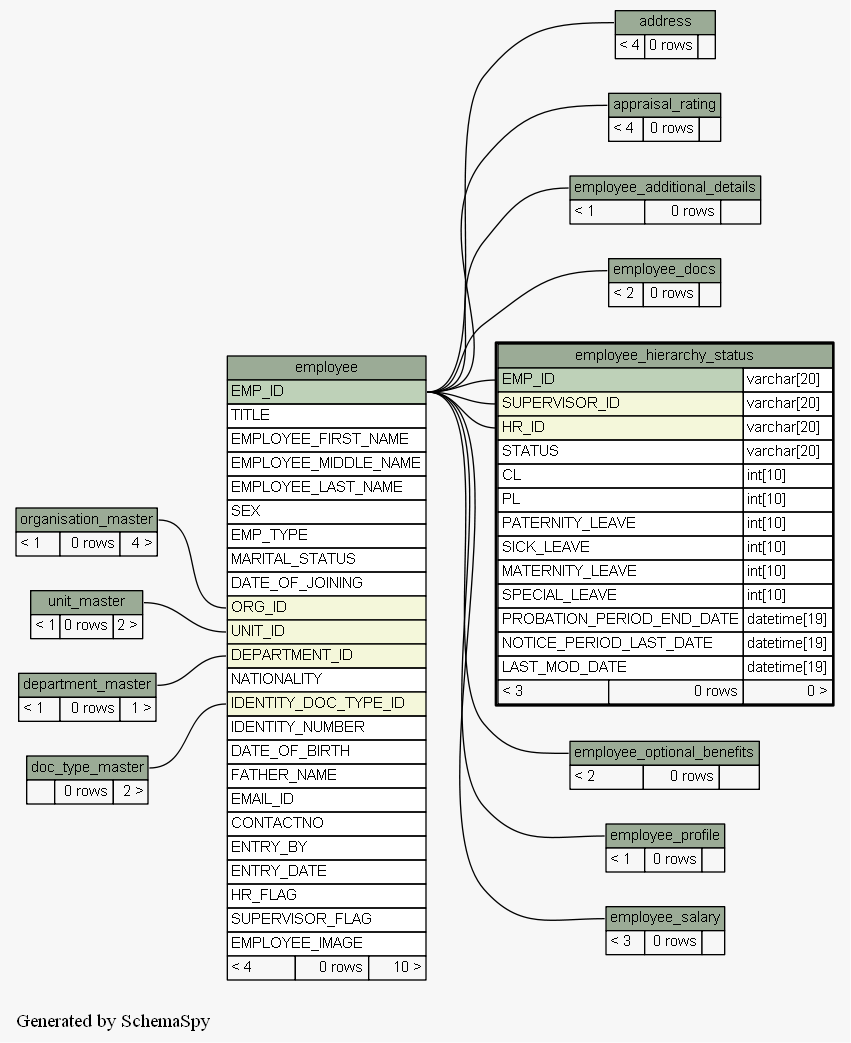 address
< 4 0 rows
appraisal_rating
< 4 0 rows
employee_additional_details
< 1 0 rows
employee_docs
< 2 0 rows
employee_hierarchy_status
EMP_ID varchar[20]
SUPERVISOR_ID varchar[20]
HR_ID varchar[20]
STATUS varchar[20]
CL int[10]
PL int[10]
PATERNITY_LEAVE int[10]
SICK_LEAVE int[10]
MATERNITY_LEAVE int[10]
SPECIAL_LEAVE int[10]
PROBATION_PERIOD_END_DATE datetime[19]
NOTICE_PERIOD_LAST_DATE datetime[19]
LAST_MOD_DATE datetime[19]
< 3 0 rows 0 >
employee
EMP_ID
TITLE
EMPLOYEE_FIRST_NAME
EMPLOYEE_MIDDLE_NAME
EMPLOYEE_LAST_NAME
SEX
EMP_TYPE
MARITAL_STATUS
DATE_OF_JOINING
ORG_ID
UNIT_ID
DEPARTMENT_ID
NATIONALITY
IDENTITY_DOC_TYPE_ID
IDENTITY_NUMBER
DATE_OF_BIRTH
FATHER_NAME
EMAIL_ID
CONTACTNO
ENTRY_BY
ENTRY_DATE
HR_FLAG
SUPERVISOR_FLAG
EMPLOYEE_IMAGE
< 4 0 rows 10 >
organisation_master
< 1 0 rows 4 >
unit_master
< 1 0 rows 2 >
department_master
< 1 0 rows 1 >
doc_type_master
0 rows 2 >
employee_optional_benefits
< 2 0 rows
employee_profile
< 1 0 rows
employee_salary
< 3 0 rows
Generated by SchemaSpy